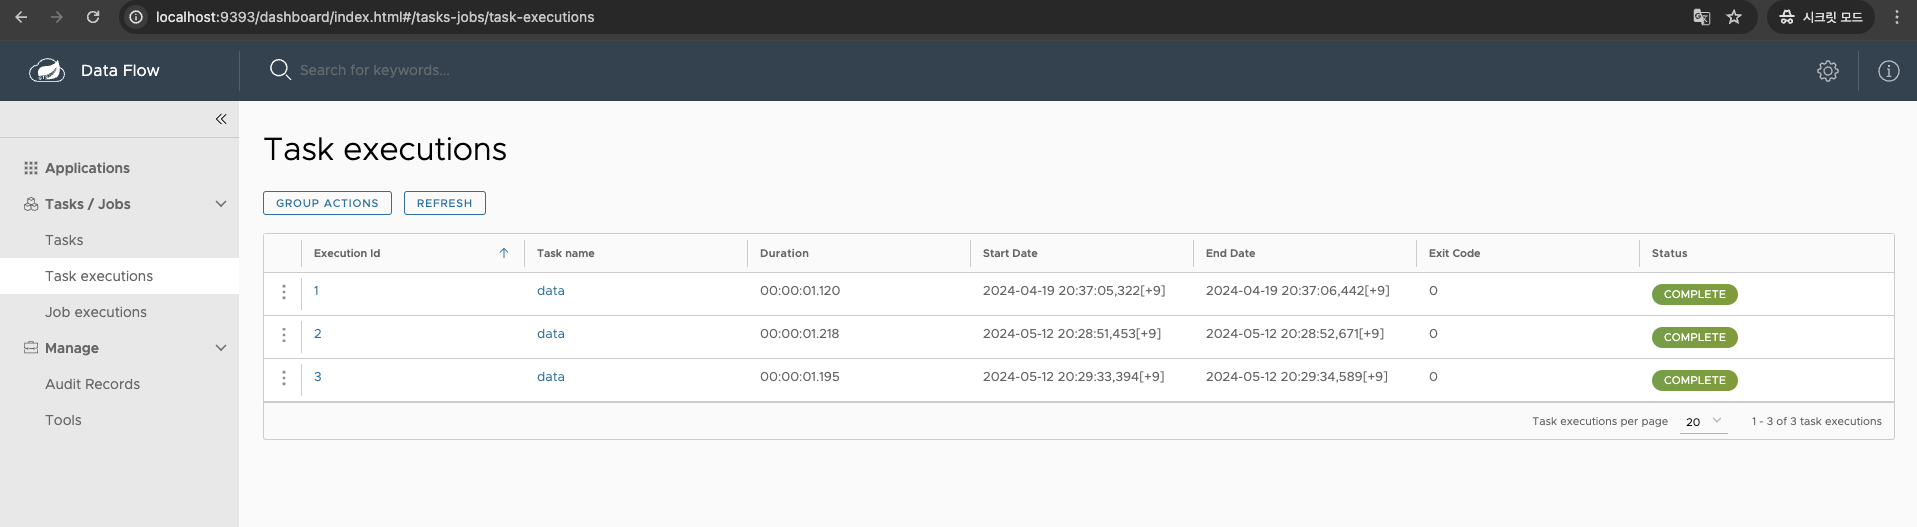 localhost:9393/dashboard/index.html#/tasks-jobs/task-executions 시크릿 모드
Data Flow Search for keywords...
Applications
Tasks / Jobs
Tasks
Task executions
Job executions
Manage
Audit Records
Tools
Task executions
GROUP ACTIONS REFRESH
Execution Id Task name Duration Start Date End Date Exit Code Status
1 data 00:00:01.120 2024-04-19 20:37:05,322[+9] 2024-04-19 20:37:06,442[+9] 0 COMPLETE
2 data 00:00:01.218 2024-05-12 20:28:51,453[+9] 2024-05-12 20:28:52,671[+9] 0 COMPLETE
3 data 00:00:01.195 2024-05-12 20:29:33,394[+9] 2024-05-12 20:29:34,589[+9] 0 COMPLETE
Task executions per page 20 1 - 3 of 3 task executions